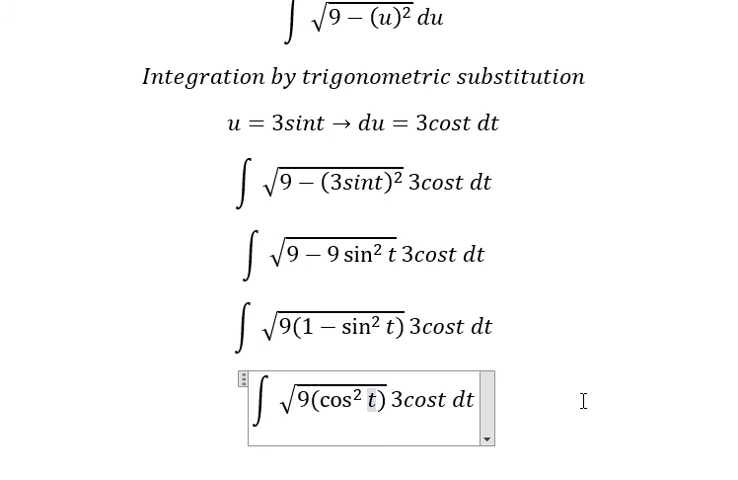 ∫ √9 − (u)² du
Integration by trigonometric substitution
u = 3sint → du = 3cost dt
∫ √9 − (3sint)² 3cost dt
∫ √9 − 9 sin² t 3cost dt
∫ √9(1 − sin² t) 3cost dt
∫ √9(cos² t) 3cost dt